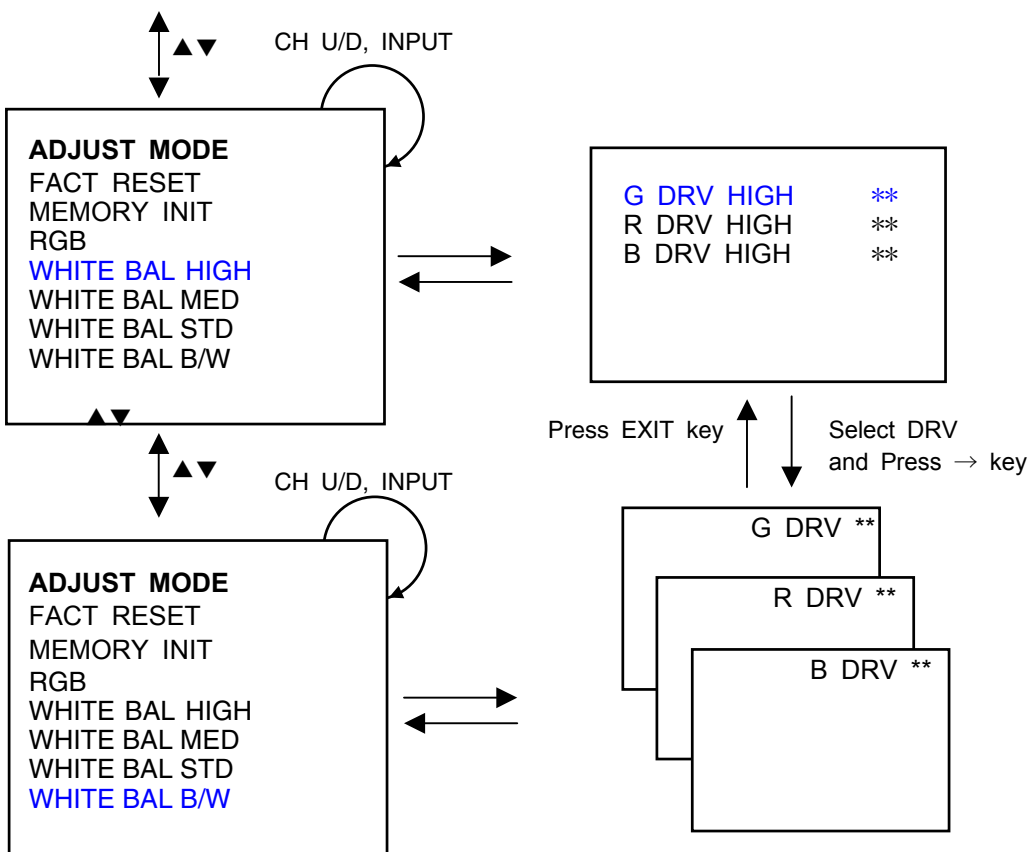 ▲▼
CH U/D, INPUT
ADJUST MODE
FACT RESET
MEMORY INIT
RGB
WHITE BAL HIGH
WHITE BAL MED
WHITE BAL STD
WHITE BAL B/W
▲▼
G DRV HIGH **
R DRV HIGH **
B DRV HIGH **
Press EXIT key
Select DRV
and Press → key
▲▼
CH U/D, INPUT
ADJUST MODE
FACT RESET
MEMORY INIT
RGB
WHITE BAL HIGH
WHITE BAL MED
WHITE BAL STD
WHITE BAL B/W
G DRV **
R DRV **
B DRV **